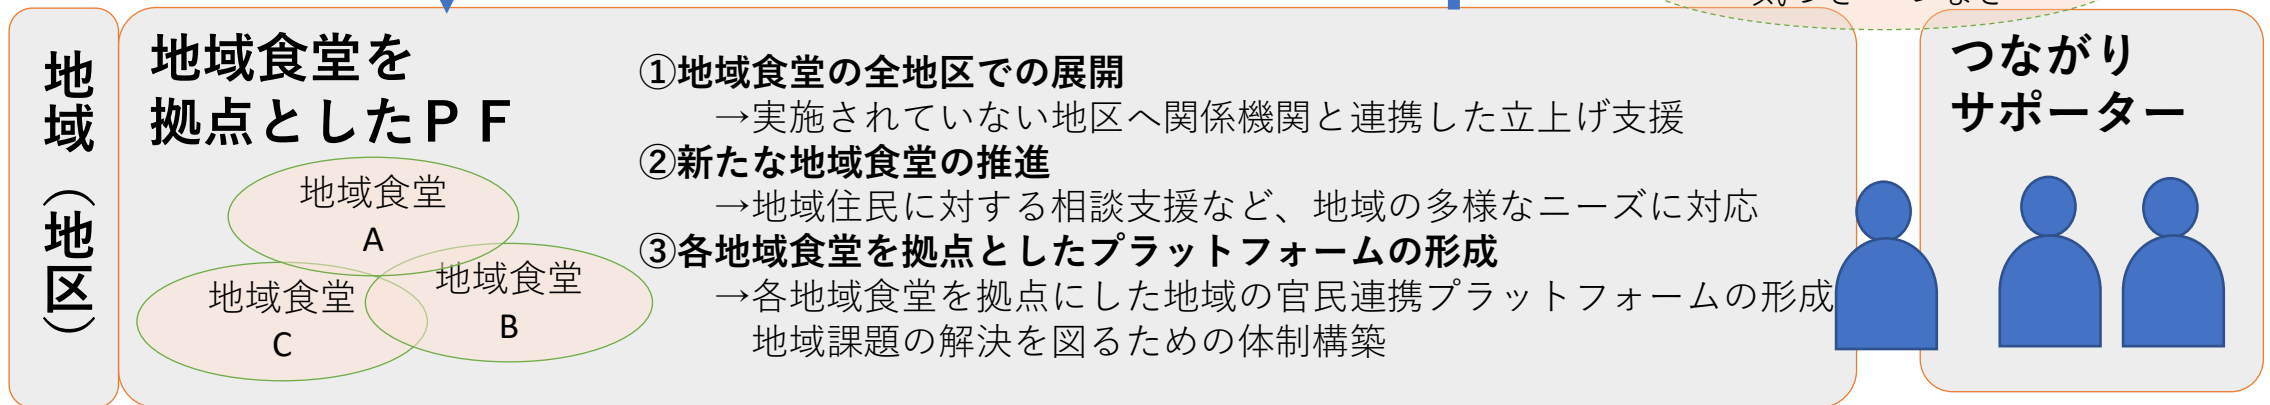 地域（地区）
地域食堂を
拠点としたＰＦ
地域食堂
A
地域食堂
B
地域食堂
C
①地域食堂の全地区での展開
→実施されていない地区へ関係機関と連携した立上げ支援
②新たな地域食堂の推進
→地域住民に対する相談支援など、地域の多様なニーズに対応
③各地域食堂を拠点としたプラットフォームの形成
→各地域食堂を拠点にした地域の官民連携プラットフォームの形成
地域課題の解決を図るための体制構築
つながり
サポーター